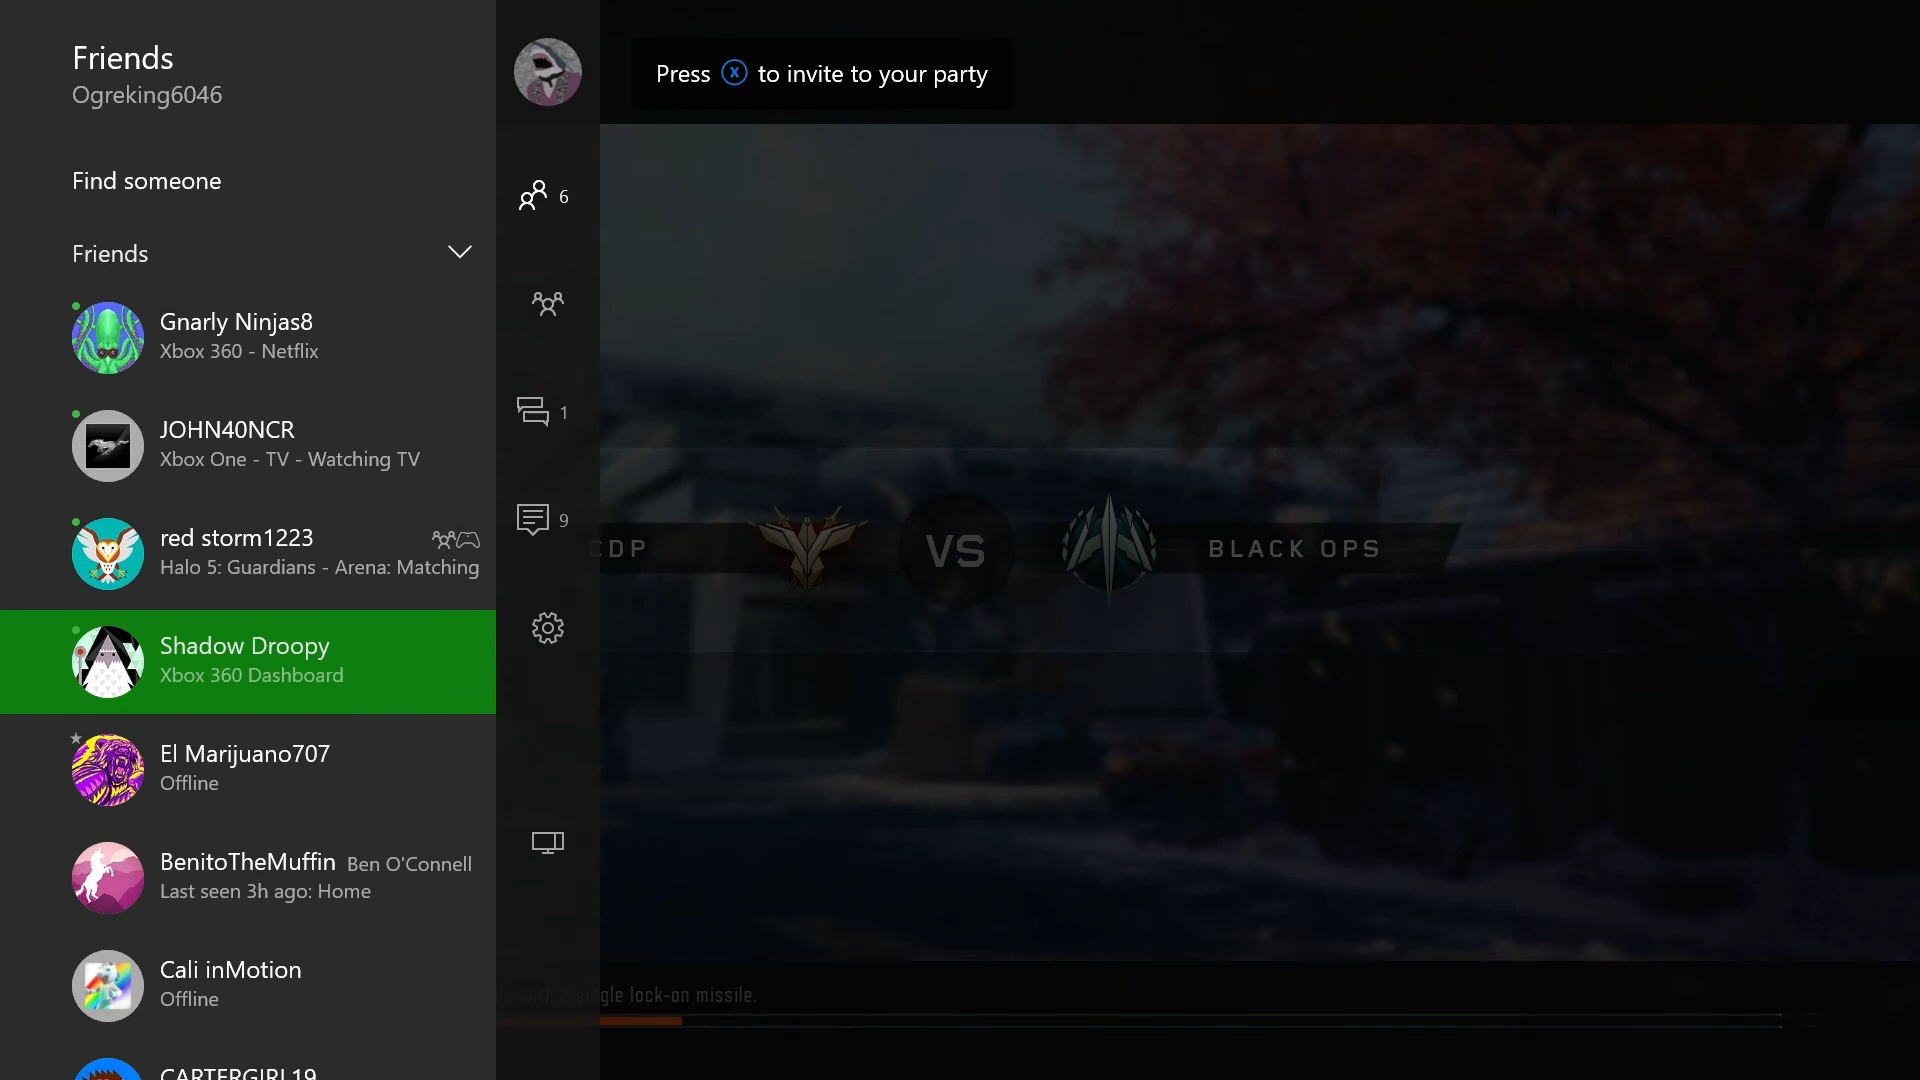 Friends
Ogreking6046
Find someone
Friends
Gnarly Ninjas8
Xbox 360 - Netflix
JOHN40NCR
Xbox One - TV - Watching TV
red storm1223
Halo 5: Guardians - Arena: Matching
Shadow Droopy
Xbox 360 Dashboard
El Marijuano707
Offline
BenitoTheMuffin Ben O'Connell
Last seen 3h ago: Home
Cali inMotion
Offline
CARTERGIRL19
6
1
9
Press X to invite to your party
CDP
VS
BLACK OPS
lock-on missile.